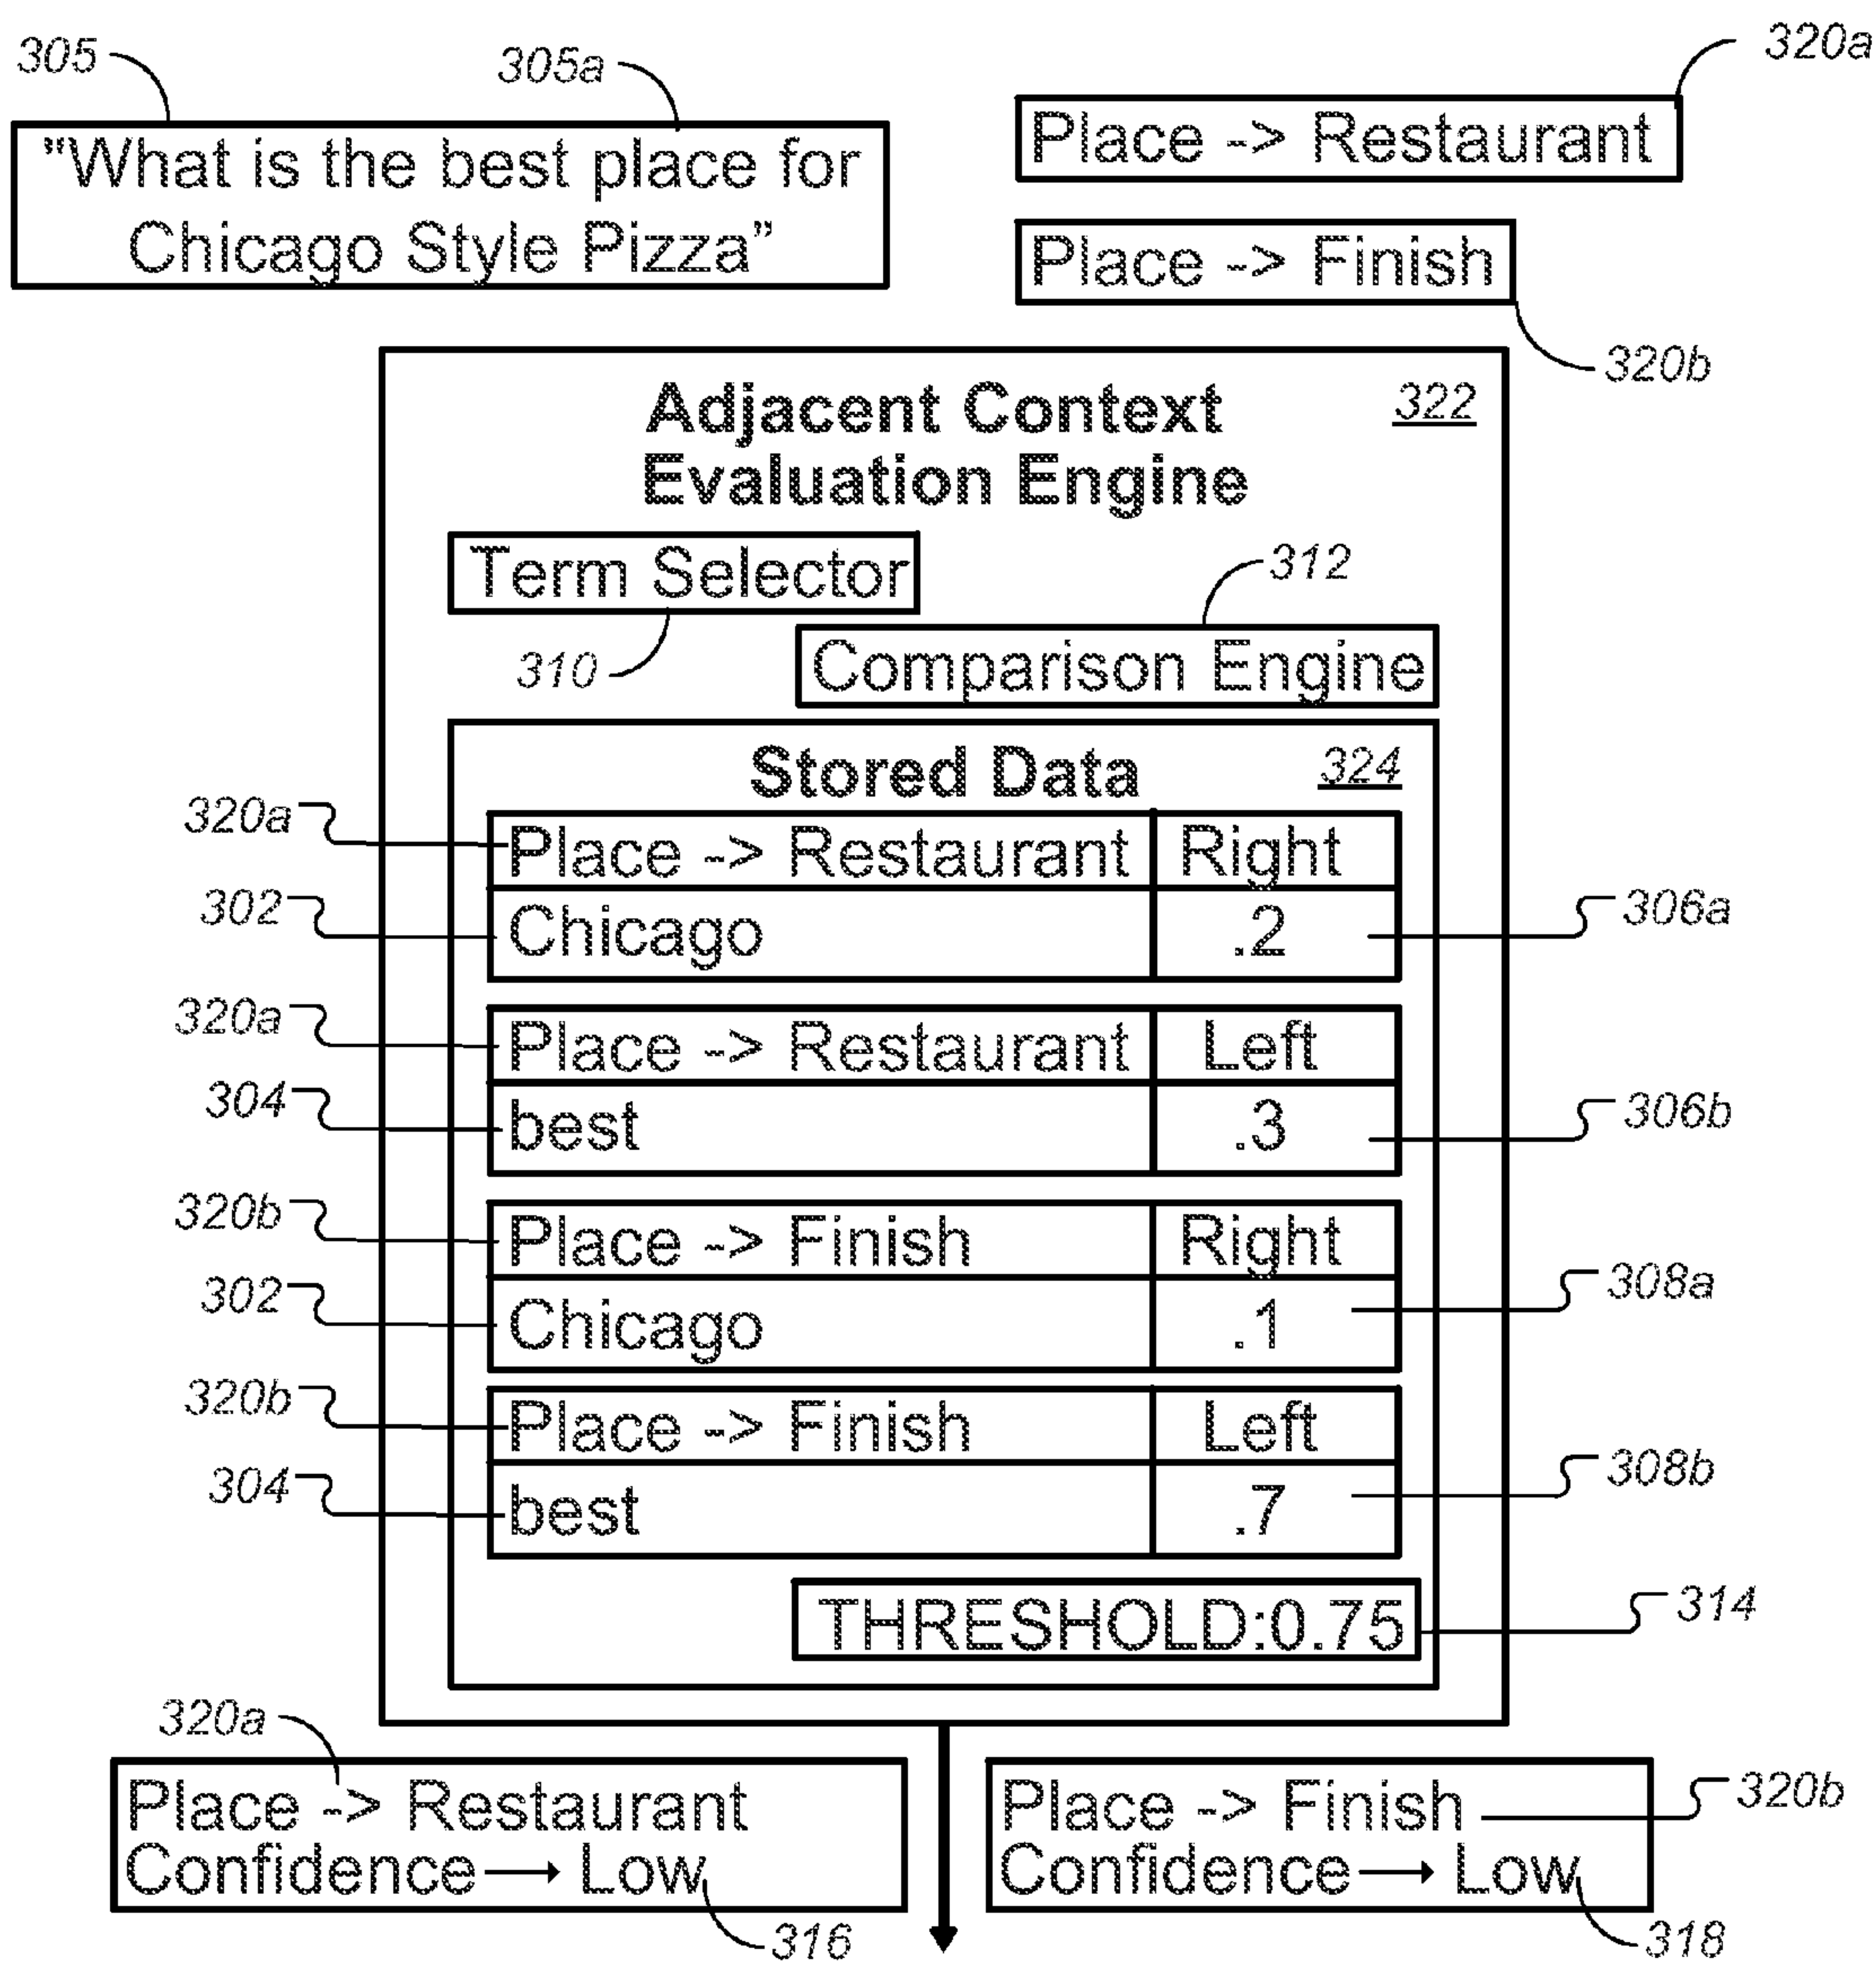 305
305a
320a
"What is the best place for
Chicago Style Pizza"
Place -> Restaurant
Place -> Finish
320b
Adjacent Context
Evaluation Engine
322
Term Selector
312
310
Comparison Engine
Stored Data
324
320a
Place -> Restaurant Right
302
Chicago .2
306a
320a
Place -> Restaurant Left
304
best .3
306b
320b
Place -> Finish Right
302
Chicago .1
308a
320b
Place -> Finish Left
304
best .7
308b
THRESHOLD:0.75
314
320a
Place -> Restaurant
Confidence → Low
316
Place -> Finish
320b
Confidence → Low
318